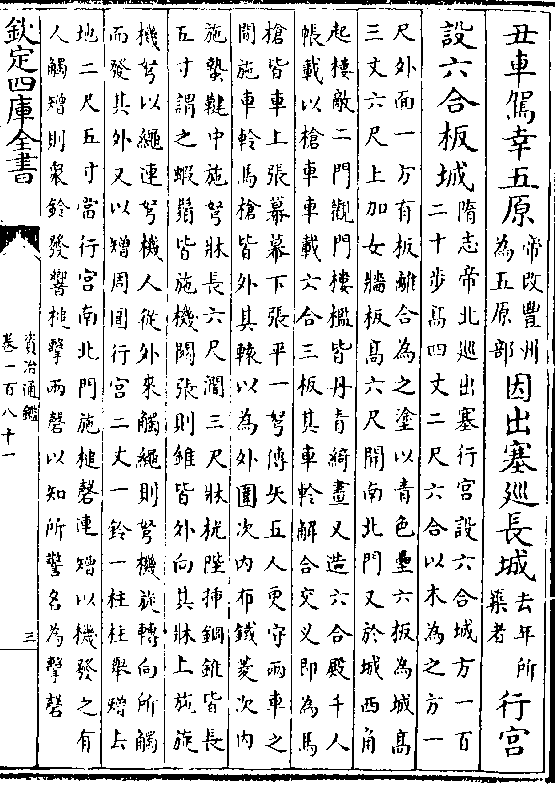 丑車駕幸五原帝改豐州為五原郡因出塞廵長城去年所築者行宮
設六合板城隋志帝北廵出塞行宮設六合城方一百
二十步高四丈二尺六合以木為之方一
尺外面一方有板離合為之塗以青色壘六板為城高
三丈六尺上加女牆板高六尺開南北門又於城西角
起樓敵二門觀門樓檻皆丹青綺畫又造六合殿千人
帳載以槍車車載六合三板其車軨解合交义即為馬
槍皆車上張幕幕下張平一弩傅矢五人更守兩車之
間施車軨馬槍皆外其轅以為外圍次内布鐵菱次内
施蟄鞬中施弩牀長六尺濶三尺牀桄陛揷鋼錐皆長
五寸謂之蝦鬚皆施機關張則錐皆外向其牀上施旋
機弩以繩連弩機人從外來觸繩則弩機旋轉向所觸
而發其外又以矰周圍行宮二丈一鈴一柱柱舉矰去
地二尺五寸當行宮南北門施槌磬連矰以機發之有
人觸矰則衆鈴發響槌擊兩磬以知所警名為擊磬
欽定四庫全書
資治通鑑
卷一百八十一
三